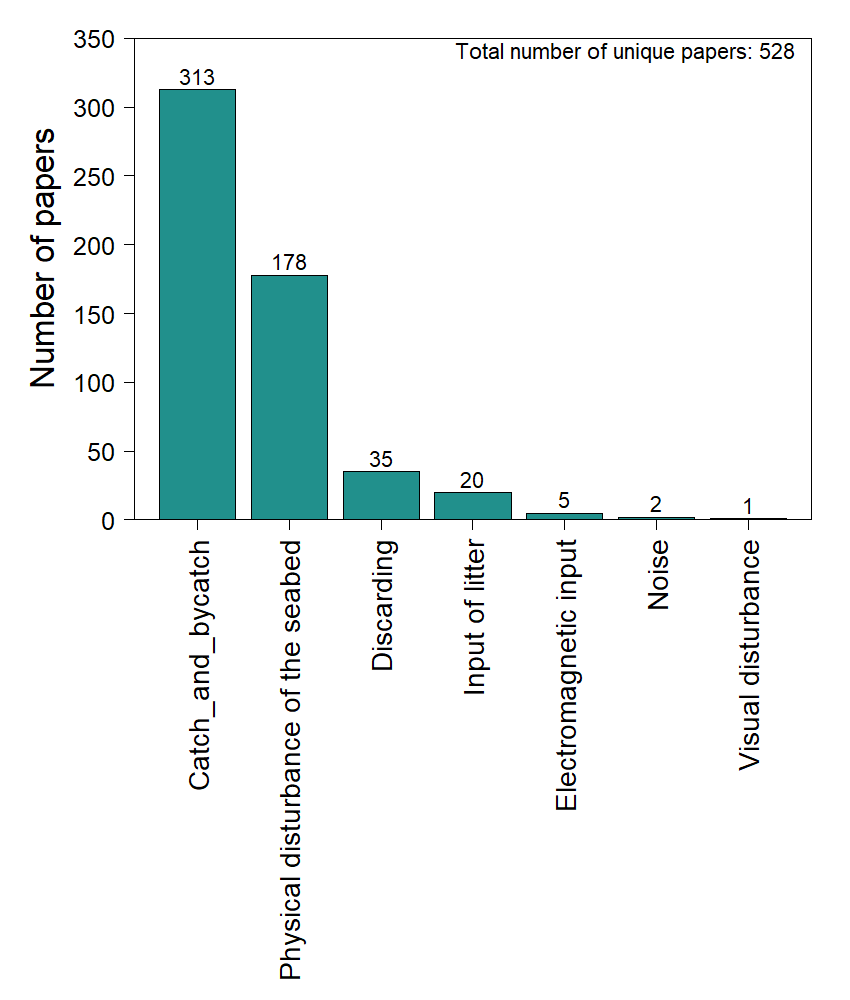 Total number of unique papers: 528
Number of papers
350
300
250
200
150
100
50
0
313
178
35
20
5
2
1
Catch_and_bycatch
Physical disturbance of the seabed
Discarding
Input of litter
Electromagnetic input
Noise
Visual disturbance